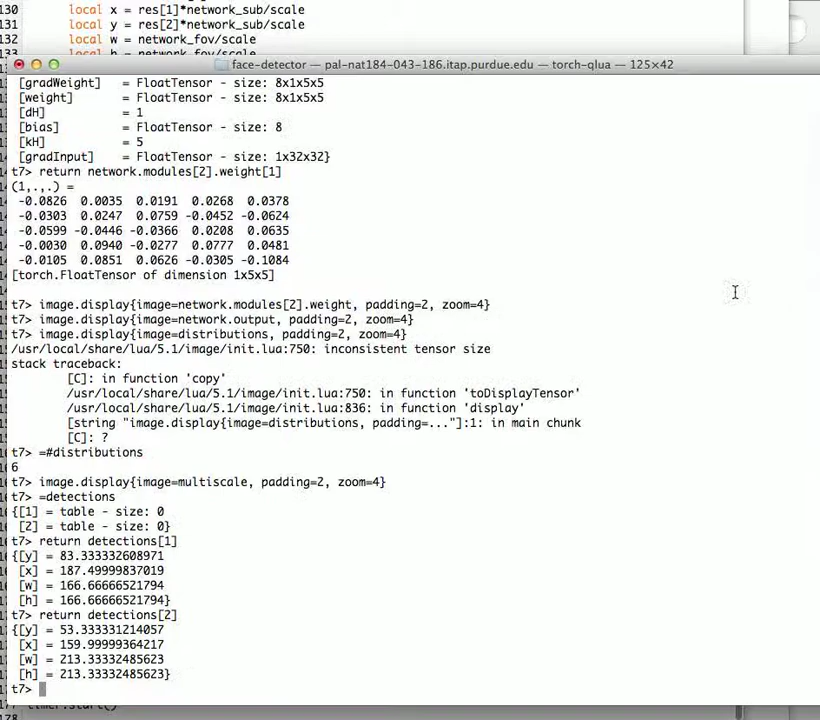 130 local x = res[1]*network_sub/scale
131 local y = res[2]*network_sub/scale
132 local w = network_fov/scale
133 local h = network_fov/scale
face-detector — pal-nat184-043-186.itap.purdue.edu — torch-qlua — 125×42
[gradWeight] = FloatTensor - size: 8x1x5x5
[weight] = FloatTensor - size: 8x1x5x5
[dH] = 1
[bias] = FloatTensor - size: 8
[kH] = 5
[gradInput] = FloatTensor - size: 1x32x32}
t7> return network.modules[2].weight[1]
(1,.,.) =
-0.0826 0.0035 0.0191 0.0268 0.0378
-0.0303 0.0247 0.0759 -0.0452 -0.0624
-0.0599 -0.0446 -0.0366 0.0208 0.0635
-0.0030 0.0940 -0.0277 0.0777 0.0481
-0.0105 0.0851 0.0626 -0.0305 -0.1084
[torch.FloatTensor of dimension 1x5x5]
t7> image.display{image=network.modules[2].weight, padding=2, zoom=4}
t7> image.display{image=network.output, padding=2, zoom=4}
t7> image.display{image=distributions, padding=2, zoom=4}
/usr/local/share/lua/5.1/image/init.lua:750: inconsistent tensor size
stack traceback:
[C]: in function 'copy'
/usr/local/share/lua/5.1/image/init.lua:750: in function 'toDisplayTensor'
/usr/local/share/lua/5.1/image/init.lua:836: in function 'display'
[string "image.display{image=distributions, padding=..."]:1: in main chunk
[C]: ?
t7> =#distributions
6
t7> image.display{image=multiscale, padding=2, zoom=4}
t7> =detections
{[1] = table - size: 0
[2] = table - size: 0}
t7> return detections[1]
{[y] = 83.333332608971
[x] = 187.49999837019
[w] = 166.66666521794
[h] = 166.66666521794}
t7> return detections[2]
{[y] = 53.333331214057
[x] = 159.99999364217
[w] = 213.33332485623
[h] = 213.33332485623}
t7>
timer:start()
178